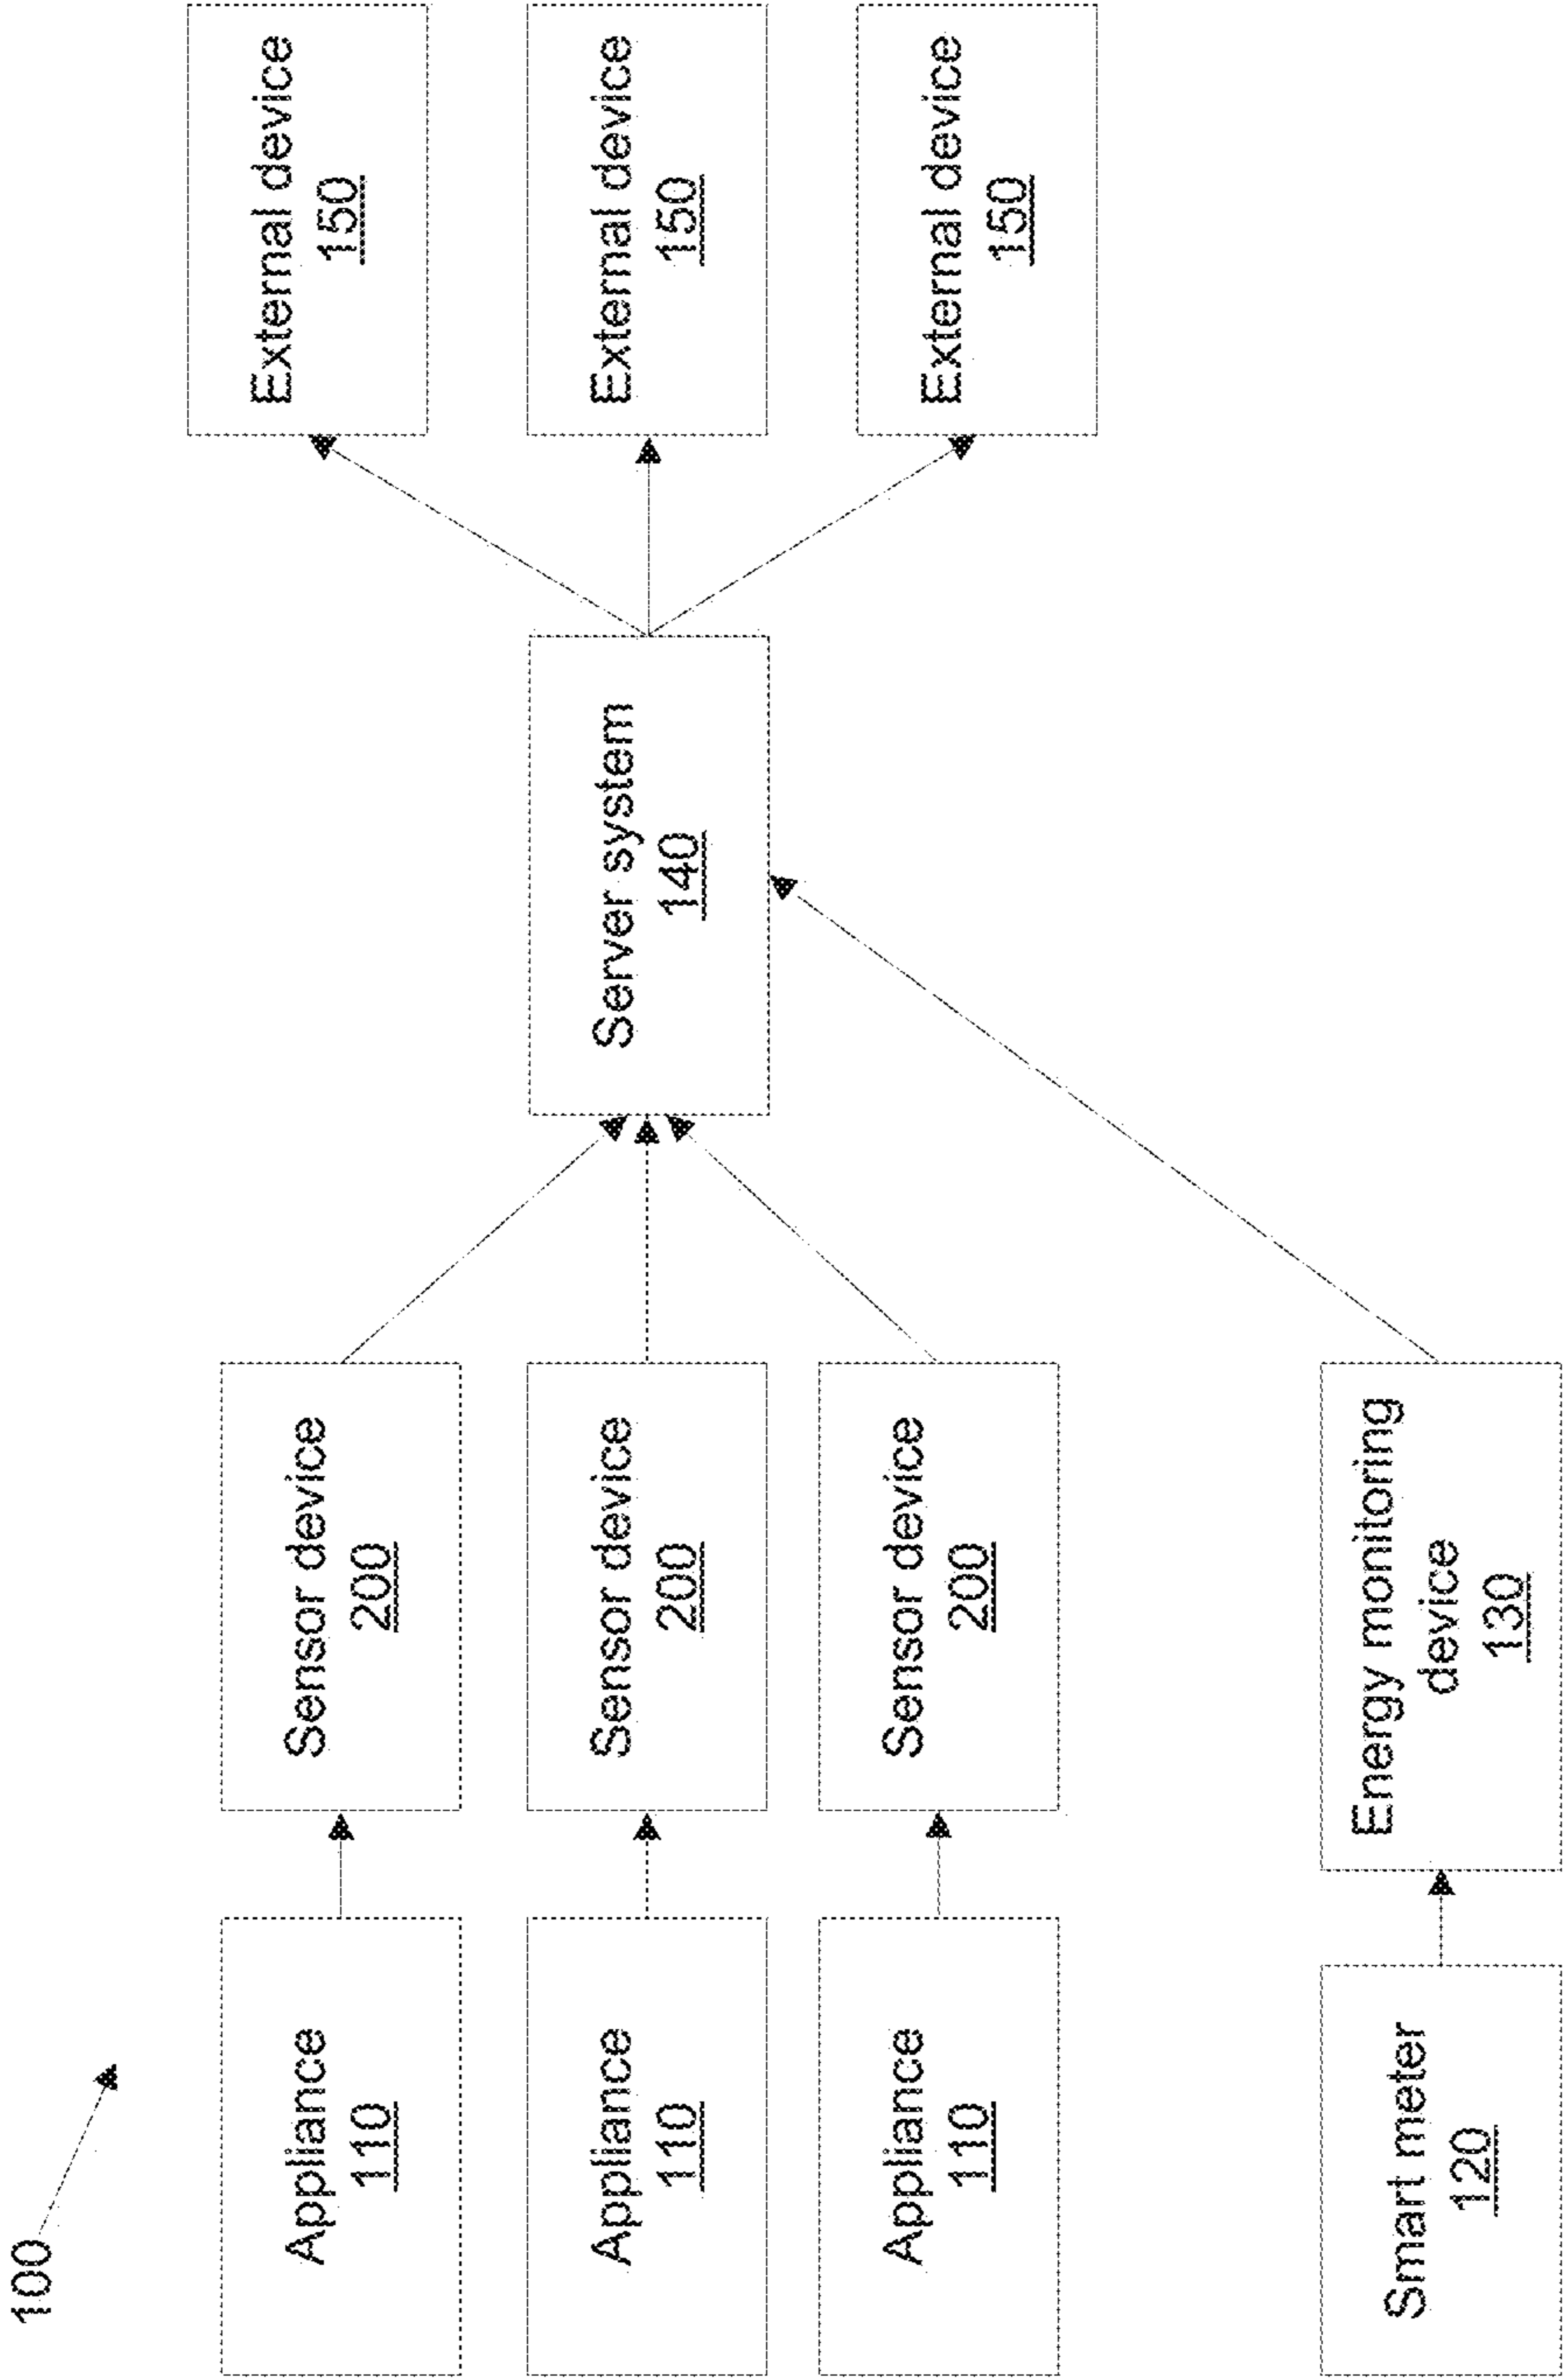 100
Appliance
110
Sensor device
200
Appliance
110
Sensor device
200
Appliance
110
Sensor device
200
Smart meter
120
Energy monitoring
device
130
Server system
140
External device
150
External device
150
External device
150